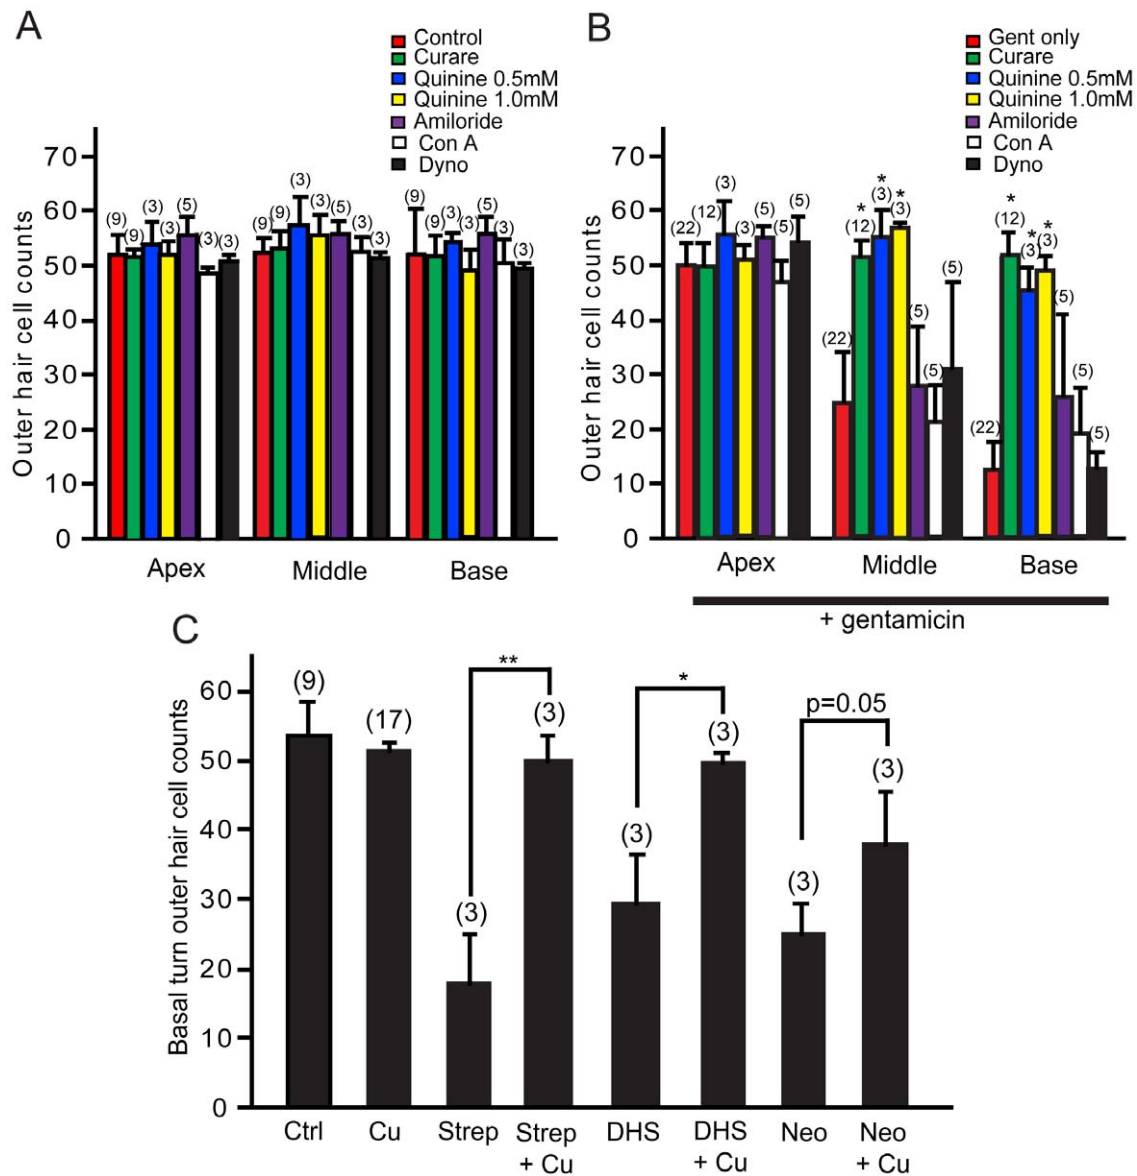 A
Control
Curare
Quinine 0.5mM
Quinine 1.0mM
Amiloride
Con A
Dyno
Outer hair cell counts
70
60
50
40
30
20
10
0
(9) (9) (3) (3) (5) (3) (3)
(9) (9) (3) (3) (5) (3) (3)
(9) (9) (3) (3) (5) (3) (3)
Apex Middle Base
B
Gent only
Curare
Quinine 0.5mM
Quinine 1.0mM
Amiloride
Con A
Dyno
Outer hair cell counts
70
60
50
40
30
20
10
0
(22) (12) (3) (3) (5) (5) (5)
* * *
(22) (12) (3) (3) (5) (5) (5)
* * *
(22) (12) (3) (3) (5) (5) (5)
Apex Middle Base
+ gentamicin
C
Basal turn outer hair cell counts
60
50
40
30
20
10
0
** * p=0.05
(9) (17) (3) (3) (3) (3) (3) (3)
Ctrl Cu Strep Strep DHS DHS Neo Neo
+ Cu + Cu + Cu